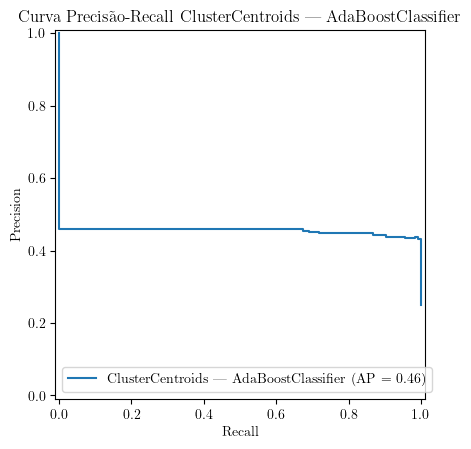 Curva Precisão-Recall ClusterCentroids — AdaBoostClassifier
1.0
0.8
0.6
0.4
0.2
0.0
Precision
ClusterCentroids — AdaBoostClassifier (AP = 0.46)
0.0 0.2 0.4 0.6 0.8 1.0
Recall